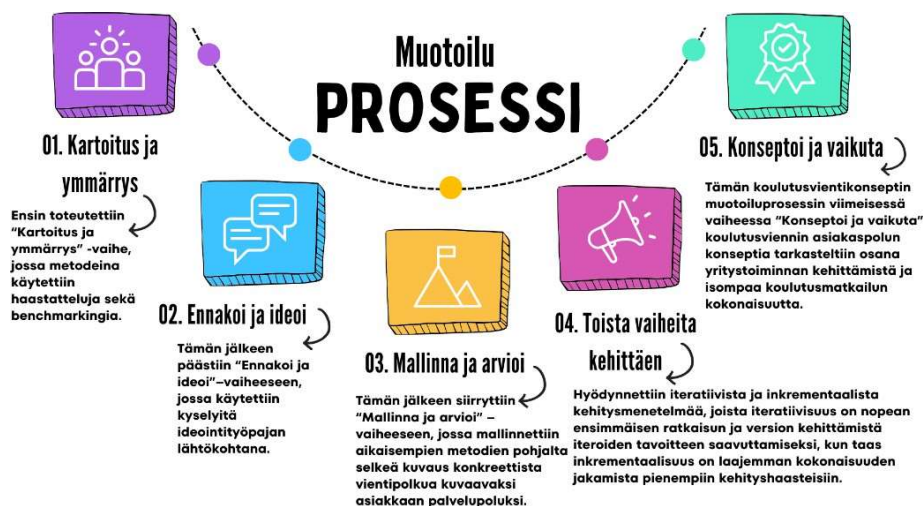 Muotoilu
PROSESSI
01. Kartoitus ja
ymmärrys
Ensin toteutettiin
“Kartoitus ja
ymmärrys” -vaihe,
jossa metodeina
käytettiin
haastatteluja sekä
benchmarkingia.
02. Ennakoi ja ideoi
Tämän jälkeen
päästiin “Ennakoi ja
ideoi”–vaiheeseen,
jossa käytettiin
kyselyitä
ideointityöpajan
lähtökohtana.
03. Mallinna ja arvioi
Tämän jälkeen siirryttiin
“Mallinna ja arvioi” –
vaiheeseen, jossa mallinnettiin
aikaisempien metodien pohjalta
selkeä kuvaus konkreettista
vientipolkua kuvaavaksi
asiakkaan palvelupoluksi.
04. Toista vaiheita
kehittäen
Hyödynnettiin iteratiivista ja inkrementaalista
kehitysmenetelmää, joista iteratiivisuus on nopean
ensimmäisen ratkaisun ja version kehittämistä
iteroiden tavoitteen saavuttamiseksi, kun taas
inkrementaalisuus on laajemman kokonaisuuden
jakamista pienempiin kehityshaasteisiin.
05. Konseptoi ja vaikuta
Tämän koulutusvientikonseptin
muotoiluprosessin viimeisessä
vaiheessa “Konseptoi ja vaikuta”
koulutusviennin asiakaspolun
konseptia tarkasteltiin osana
yritystoiminnan kehittämistä ja
isompaa koulutusmatkailun
kokonaisuutta.